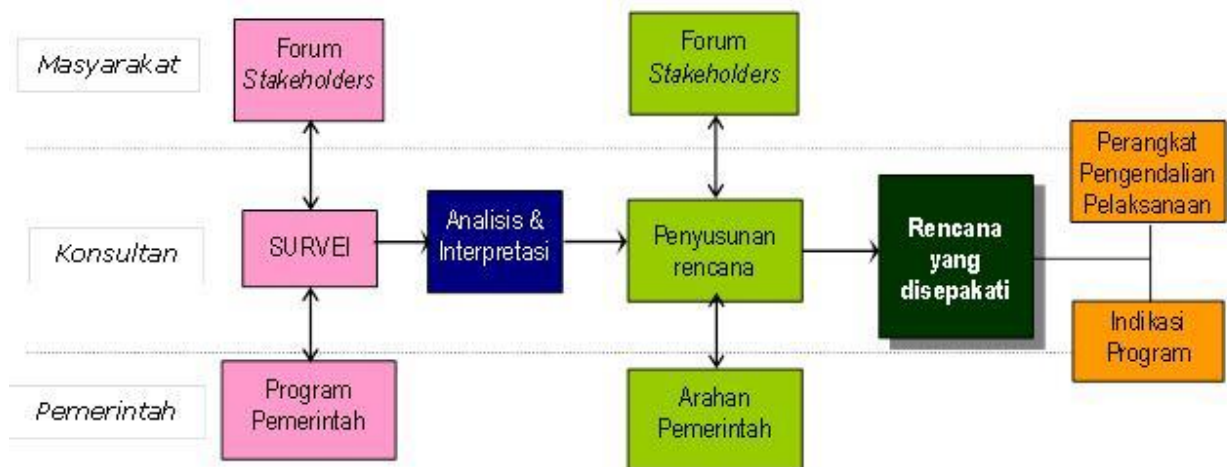 Masyarakat
Forum
Stakeholders
Forum
Stakeholders
Perangkat
Pengendalian
Pelaksanaan
Konsultan
SURVEI
Analisis &
Interpretasi
Penyusunan
rencana
Rencana
yang
disepakati
Indikasi
Program
Pemerintah
Program
Pemerintah
Arahan
Pemerintah